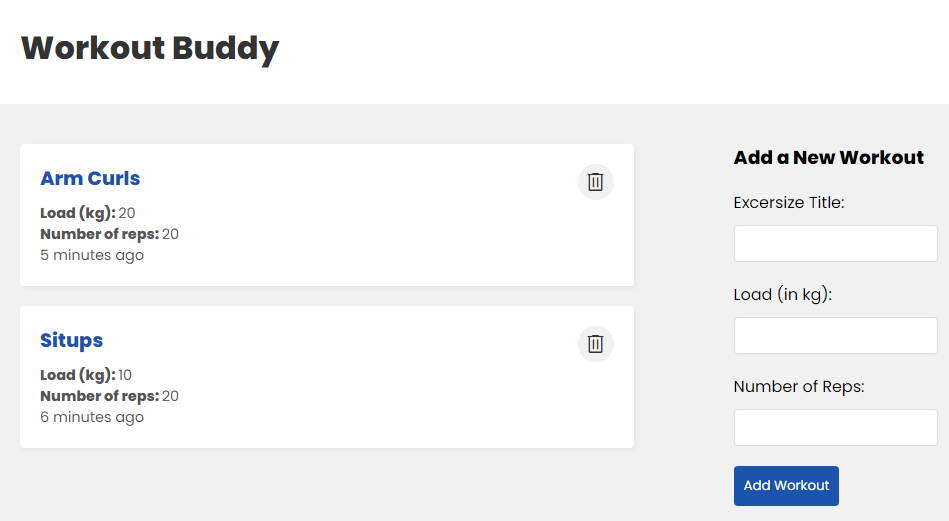 Workout Buddy
Arm Curls
Load (kg): 20
Number of reps: 20
5 minutes ago
Situps
Load (kg): 10
Number of reps: 20
6 minutes ago
Add a New Workout
Excersize Title:
Load (in kg):
Number of Reps:
Add Workout